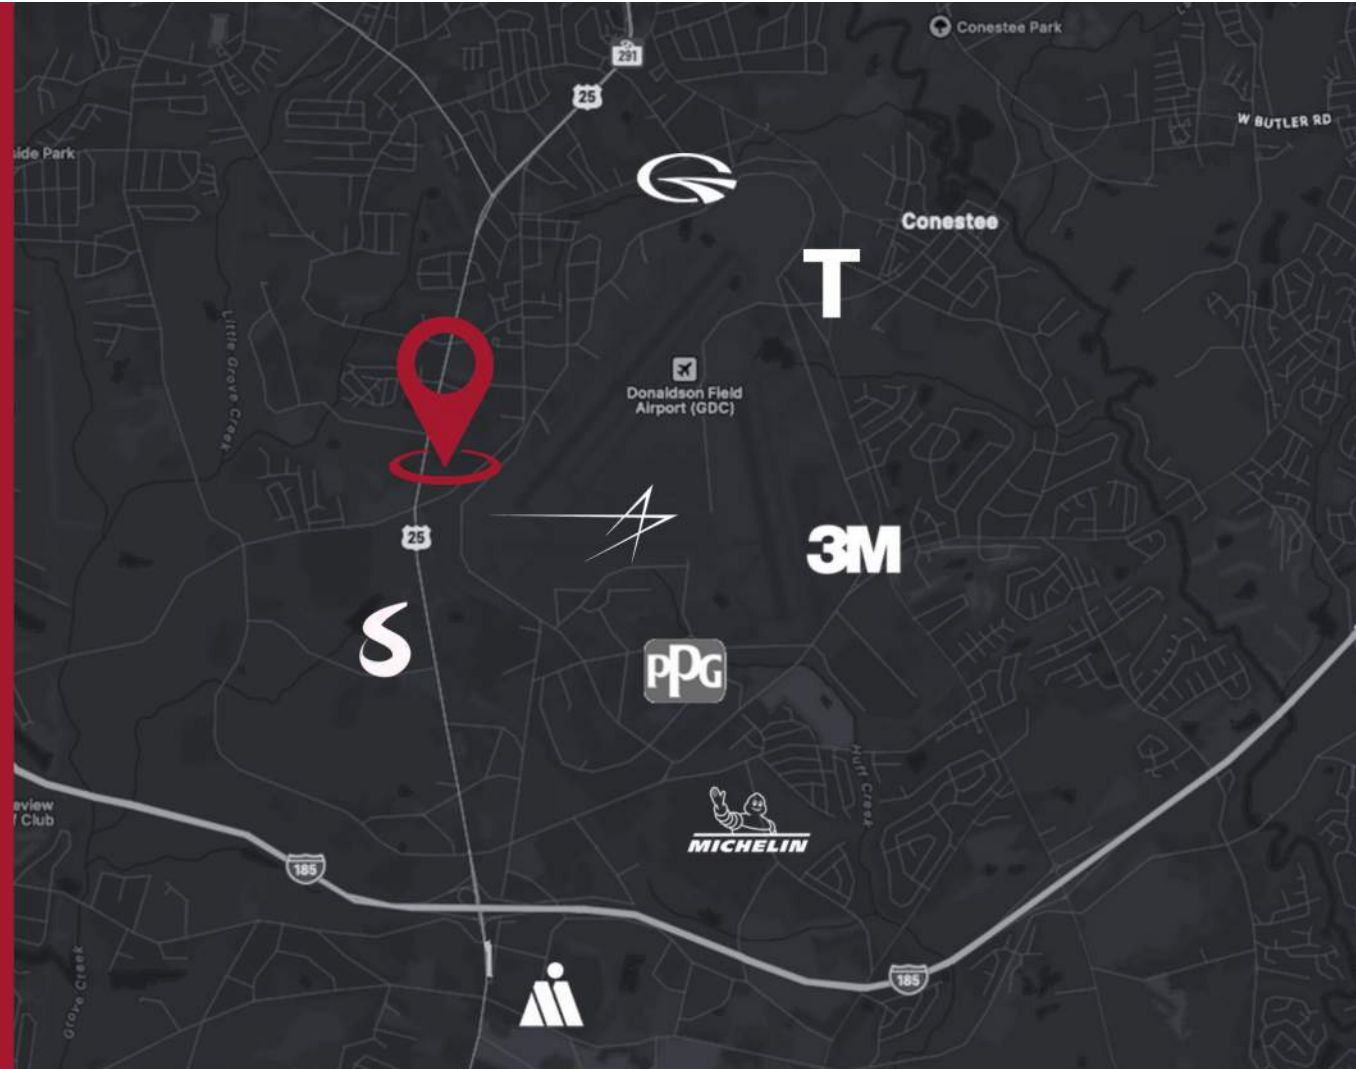 Conestee Park
291
25
W BUTLER RD
side Park
Conestee
T
Little Grove Creek
Donaldson Field
Airport (GDC)
25
3M
S
PPG
Huff Creek
eview
f Club
MICHELIN
185
185
Grove Creek